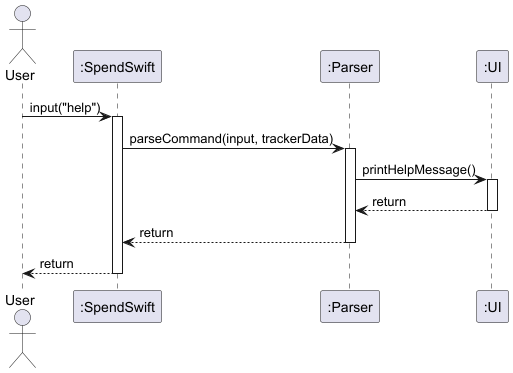 User
:SpendSwift
:Parser
:UI
input("help")
parseCommand(input, trackerData)
printHelpMessage()
return
return
return
User
:SpendSwift
:Parser
:UI